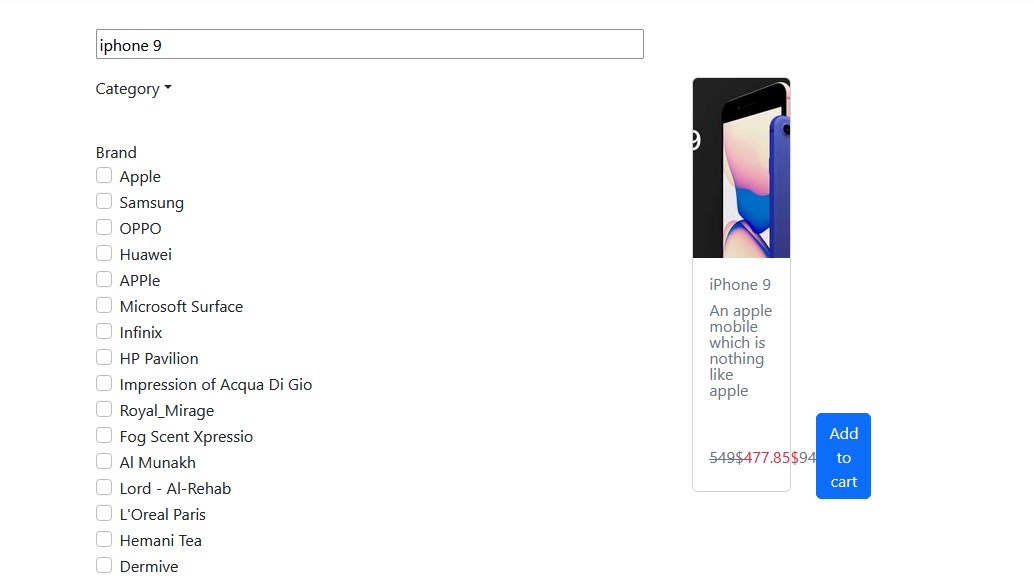 iphone 9
Category
Brand
Apple
Samsung
OPPO
Huawei
APPle
Microsoft Surface
Infinix
HP Pavilion
Impression of Acqua Di Gio
Royal_Mirage
Fog Scent Xpressio
Al Munakh
Lord - Al-Rehab
L'Oreal Paris
Hemani Tea
Dermive
9
iPhone 9
An apple
mobile
which is
nothing
like
apple
549$477.85$94
Add
to
cart